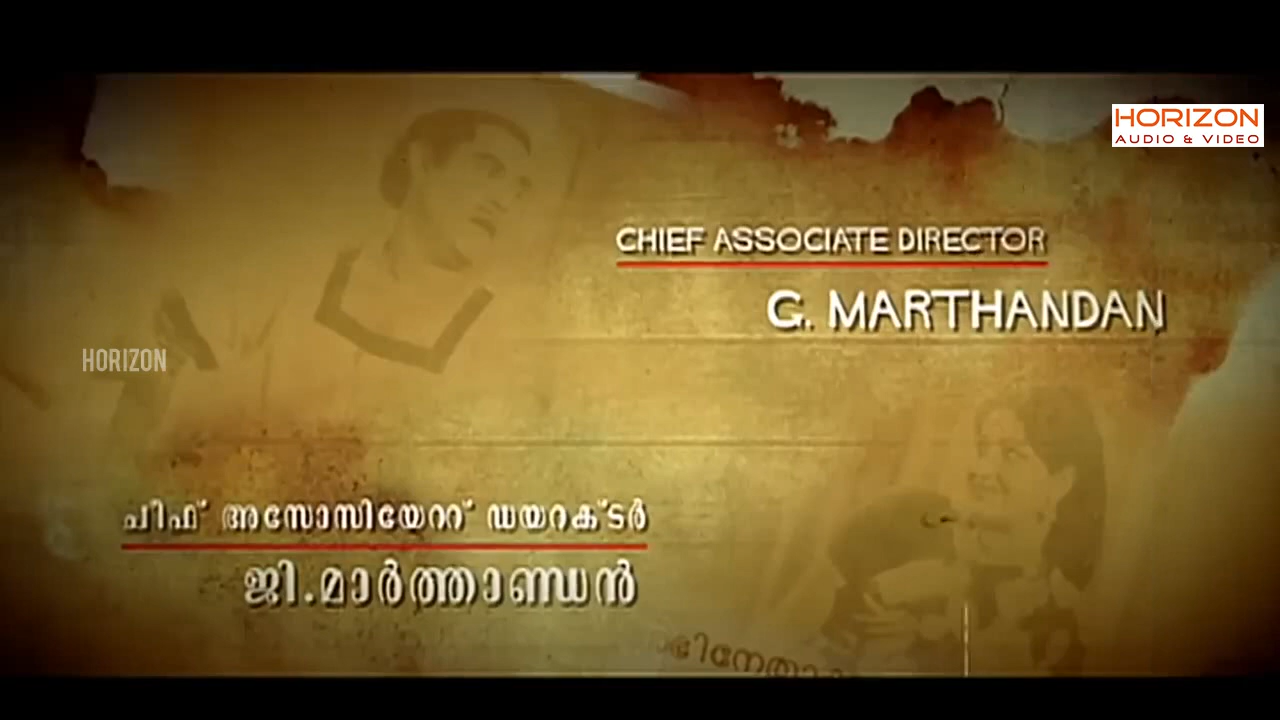 HORIZON
AUDIO & VIDEO
CHIEF ASSOCIATE DIRECTOR
G. MARTHANDAN
HORIZON
ചീഫ് അസോസിയേററ് ഡയറക്ടർ
ജി.മാർത്താണ്ഡൻ